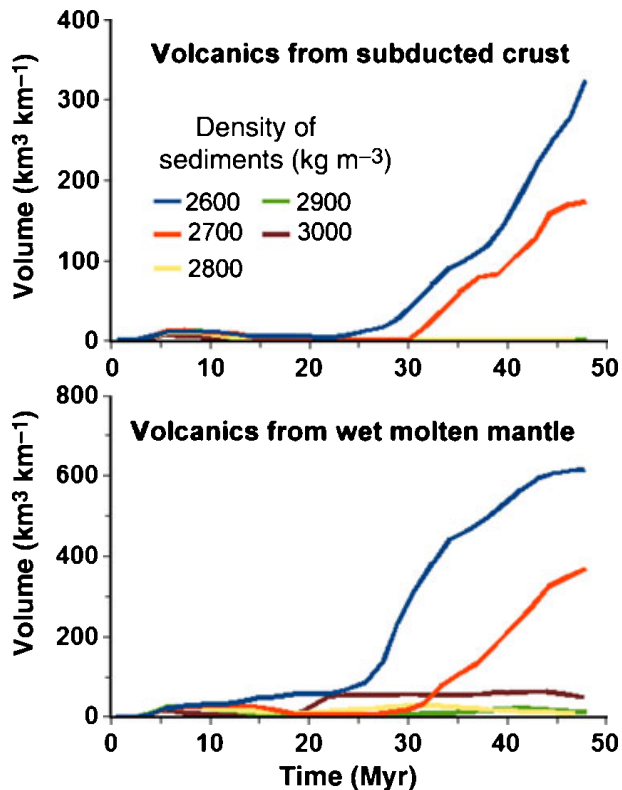 Volcanics from subducted crust
Volume (km³ km⁻¹)
400
300
200
100
0
Density of
sediments (kg m⁻³)
2600 2900
2700 3000
2800
0 10 20 30 40 50
Volcanics from wet molten mantle
Volume (km³ km⁻¹)
800
600
400
200
0
0 10 20 30 40 50
Time (Myr)